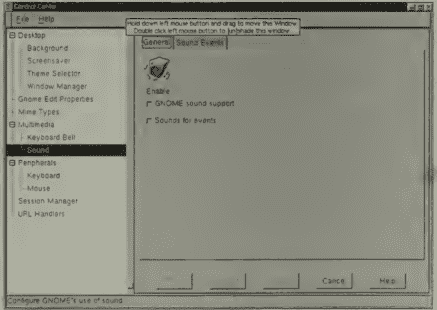 Control Center
File Help
Hold down left mouse button and drag to move the Window.
Double click left mouse button to (un)shade this window.
Desktop
Background
Screensaver
Theme Selector
Window Manager
Gnome Edit Properties
Mime Types
Multimedia
Keyboard Bell
Sound
Peripherals
Keyboard
Mouse
Session Manager
URL Handlers
General Sound Events
Enable
GNOME sound support
Sounds for events
Cancel Help
Configure GNOME's use of sound